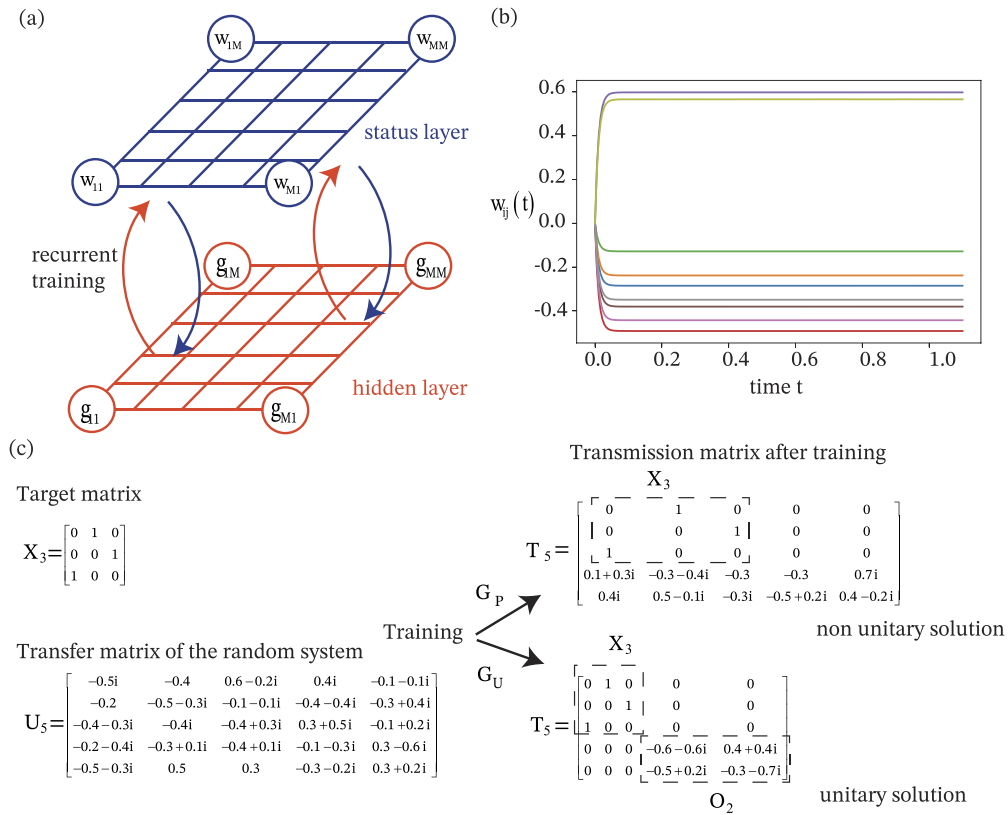 (a)
w1M
wMM
status layer
w11
wM1
recurrent
training
g1M
gMM
hidden layer
g11
gM1
(b)
0.6
0.4
0.2
0.0
-0.2
-0.4
wij(t)
0.0
0.2
0.4
0.6
0.8
1.0
time t
(c)
Target matrix
X3=
0 1 0
0 0 1
1 0 0
Transfer matrix of the random system
U5=
−0.5i −0.4 0.6−0.2i 0.4i −0.1−0.1i
−0.2 −0.5−0.3i −0.1−0.1i −0.4−0.4i −0.3+0.4i
−0.4−0.3i −0.4i −0.4+0.3i 0.3+0.5i −0.1+0.2i
−0.2−0.4i −0.3+0.1i −0.4+0.1i −0.1−0.3i 0.3−0.6i
−0.5−0.3i 0.5 0.3 −0.3−0.2i 0.3+0.2i
Training
GP
GU
Transmission matrix after training
X3
T5=
0 1 0 0 0
0 0 1 0 0
1 0 0 0 0
0.1+0.3i −0.3−0.4i −0.3 −0.3 0.7i
0.4i 0.5−0.1i −0.3i −0.5+0.2i 0.4−0.2i
non unitary solution
X3
T5=
0 1 0 0 0
0 0 1 0 0
1 0 0 0 0
0 0 0 −0.6−0.6i 0.4+0.4i
0 0 0 −0.5+0.2i −0.3−0.7i
O2
unitary solution